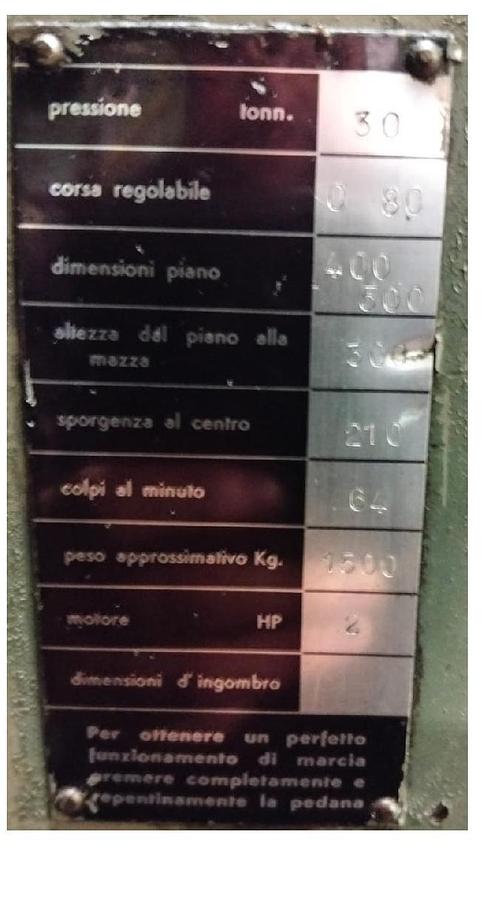 pressione tonn. 30
corsa regolabile 0 80
dimensioni piano 400
300
altezza dal piano alla
mazza 300
sporgenza al centro 210
colpi al minuto 64
peso approssimativo Kg. 1500
motore HP 2
dimensioni d'ingombro
Per ottenere un perfetto
funzionamento di marcia
premere completamente e
repentinamente la pedana